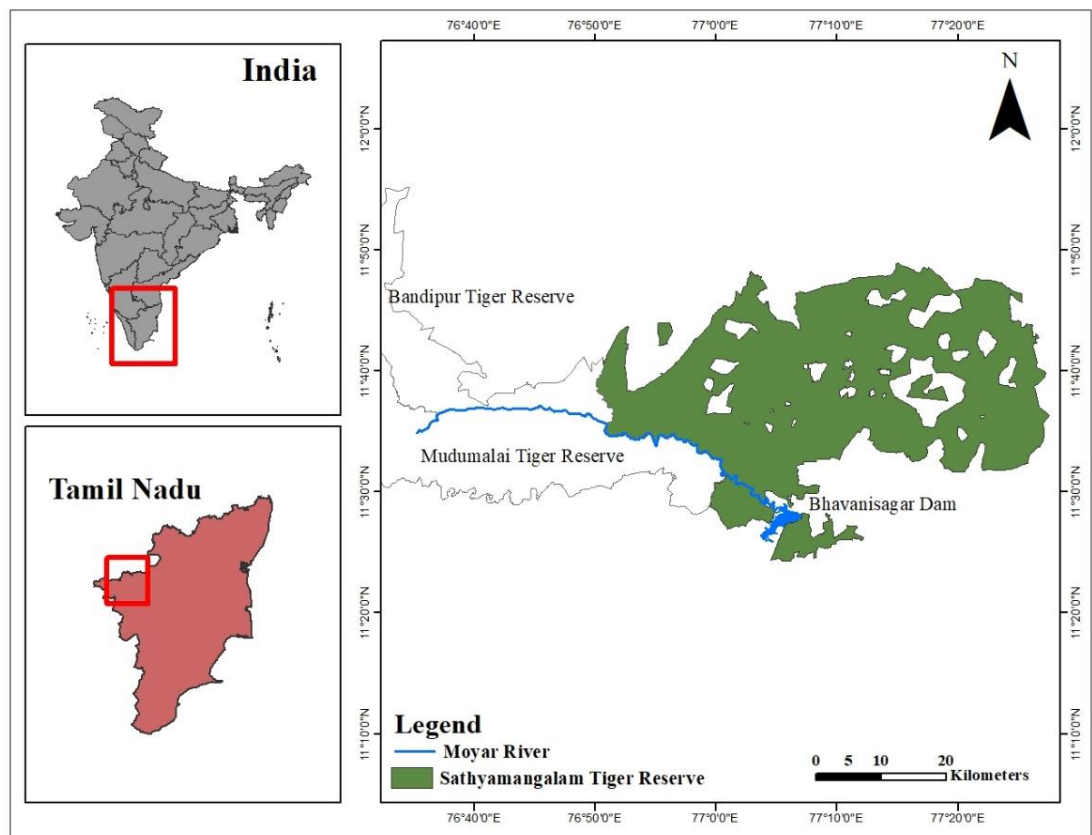 India
Tamil Nadu
76°40'0"E 76°50'0"E 77°0'0"E 77°10'0"E 77°20'0"E
N
12°0'0"N 12°0'0"N
11°50'0"N 11°50'0"N
Bandipur Tiger Reserve
11°40'0"N 11°40'0"N
Mudumalai Tiger Reserve
11°30'0"N 11°30'0"N
Bhavanisagar Dam
11°20'0"N 11°20'0"N
11°10'0"N 11°10'0"N
Legend
Moyar River
Sathyamangalam Tiger Reserve
0 5 10 20
Kilometers
76°40'0"E 76°50'0"E 77°0'0"E 77°10'0"E 77°20'0"E